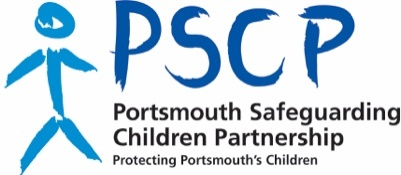 PSCP
Portsmouth Safeguarding
Children Partnership
Protecting Portsmouth's Children